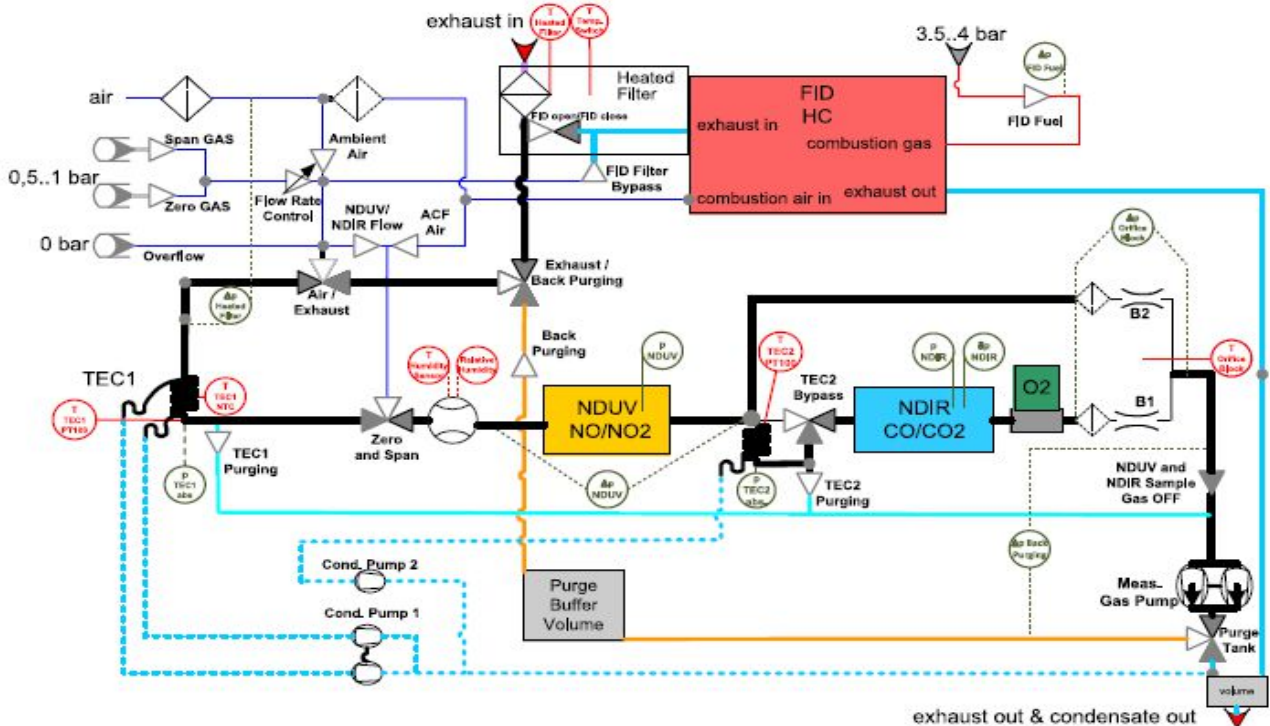 exhaust in
T
Heated
Filter
T
Temp.
Switch
3.5..4 bar
Δp
FID Fuel
FID Fuel
Heated
Filter
FID open/FID close
FID
HC
exhaust in
combustion gas
combustion air in
exhaust out
air
Span GAS
0,5..1 bar
Zero GAS
Ambient
Air
Flow Rate
Control
FID Filter
Bypass
NDUV/
NDIR Flow
ACF
Air
0 bar
Overflow
Air /
Exhaust
Exhaust /
Back Purging
Δp
Heated
Filter
Δp
Orifice
Block
B2
Back
Purging
T
Humidity
Sensor
Relative
Humidity
P
NDUV
T
TEC2
PT100
P
NDIR
Δp
NDIR
T
Orifice
Block
TEC1
T
TEC1
NTC
T
TEC1
PT100
TEC2
Bypass
O2
B1
NDUV
NO/NO2
NDIR
CO/CO2
Zero
and Span
TEC1
Purging
P
TEC1
abs
Δp
NDUV
P
TEC2
abs
TEC2
Purging
NDUV and
NDIR Sample
Gas OFF
Δp Back
Purging
Cond. Pump 2
Cond. Pump 1
Purge
Buffer
Volume
Meas.
Gas Pump
Purge
Tank
volume
exhaust out & condensate out